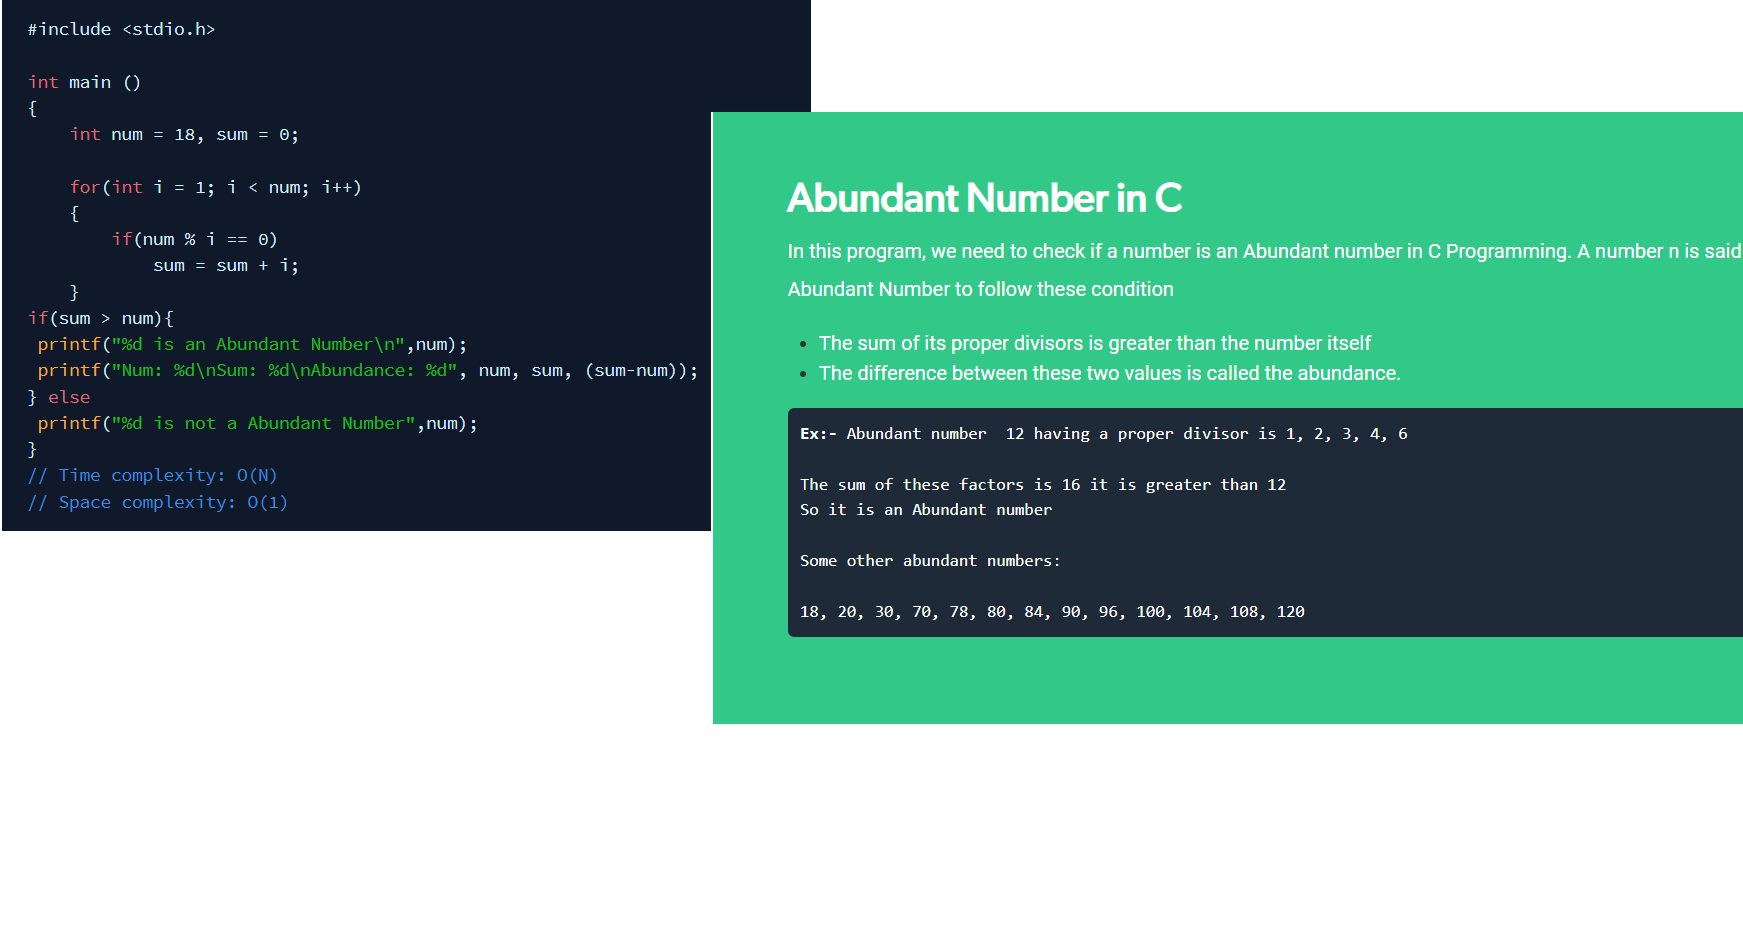 #include <stdio.h>
int main ()
{
int num = 18, sum = 0;
for(int i = 1; i < num; i++)
{
if(num % i == 0)
sum = sum + i;
}
if(sum > num){
printf("%d is an Abundant Number\n",num);
printf("Num: %d\nSum: %d\nAbundance: %d", num, sum, (sum-num));
} else
printf("%d is not a Abundant Number",num);
}
// Time complexity: O(N)
// Space complexity: O(1)
Abundant Number in C
In this program, we need to check if a number is an Abundant number in C Programming. A number n is said
Abundant Number to follow these condition
• The sum of its proper divisors is greater than the number itself
• The difference between these two values is called the abundance.
Ex:- Abundant number  12 having a proper divisor is 1, 2, 3, 4, 6
The sum of these factors is 16 it is greater than 12
So it is an Abundant number
Some other abundant numbers:
18, 20, 30, 70, 78, 80, 84, 90, 96, 100, 104, 108, 120